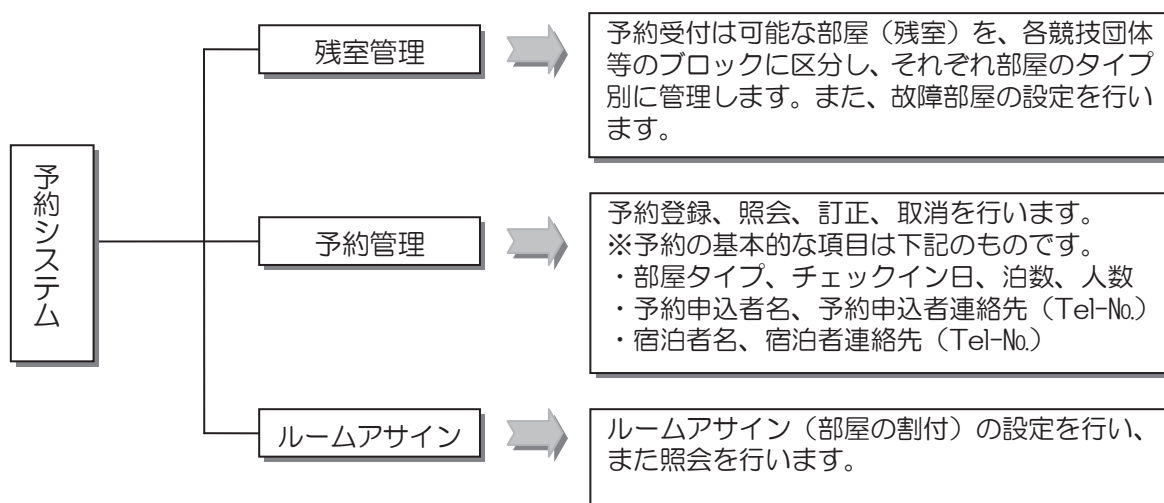 予約システム
残室管理
予約受付は可能な部屋（残室）を、各競技団体
等のブロックに区分し、それぞれ部屋のタイプ
別に管理します。また、故障部屋の設定を行い
ます。
予約管理
予約登録、照会、訂正、取消を行います。
※予約の基本的な項目は下記のものです。
・部屋タイプ、チェックイン日、泊数、人数
・予約申込者名、予約申込者連絡先（Tel-№）
・宿泊者名、宿泊者連絡先（Tel-№）
ルームアサイン
ルームアサイン（部屋の割付）の設定を行い、
また照会を行います。